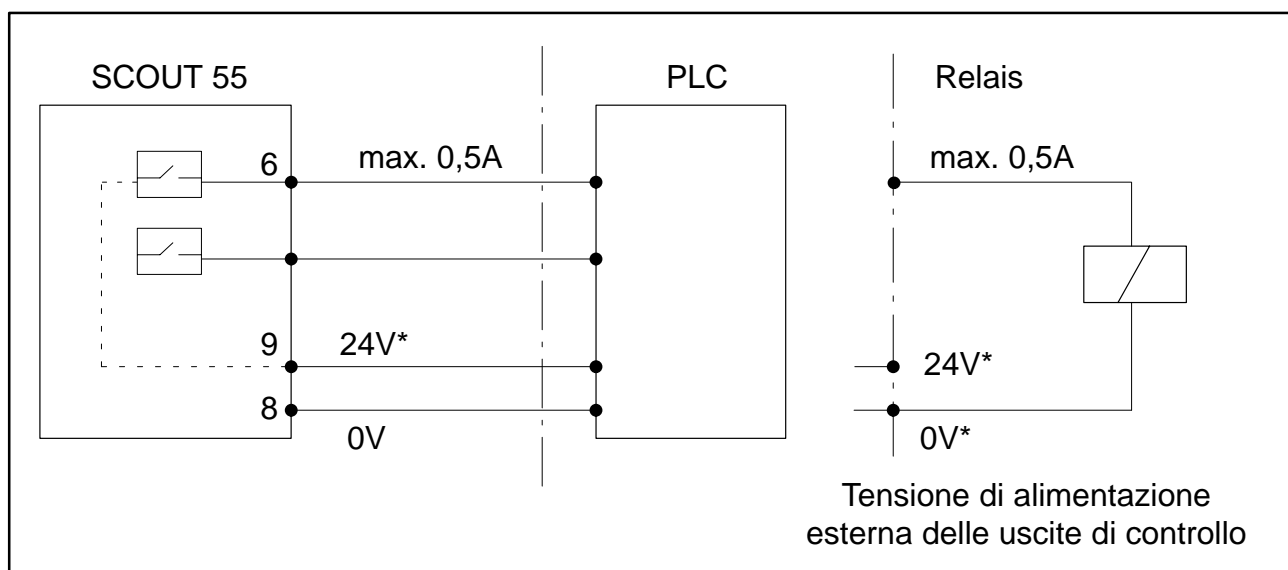 SCOUT 55
PLC
Relais
6
max. 0,5A
max. 0,5A
9
24V*
24V*
8
0V
0V*
Tensione di alimentazione
esterna delle uscite di controllo